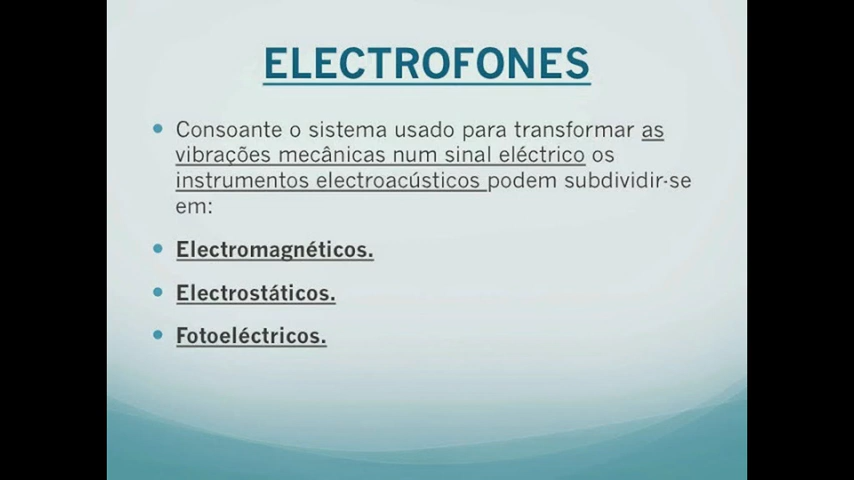 ELECTROFONES
• Consoante o sistema usado para transformar as
vibrações mecânicas num sinal eléctrico os
instrumentos electroacústicos podem subdividir-se
em:
• Electromagnéticos.
• Electrostáticos.
• Fotoeléctricos.